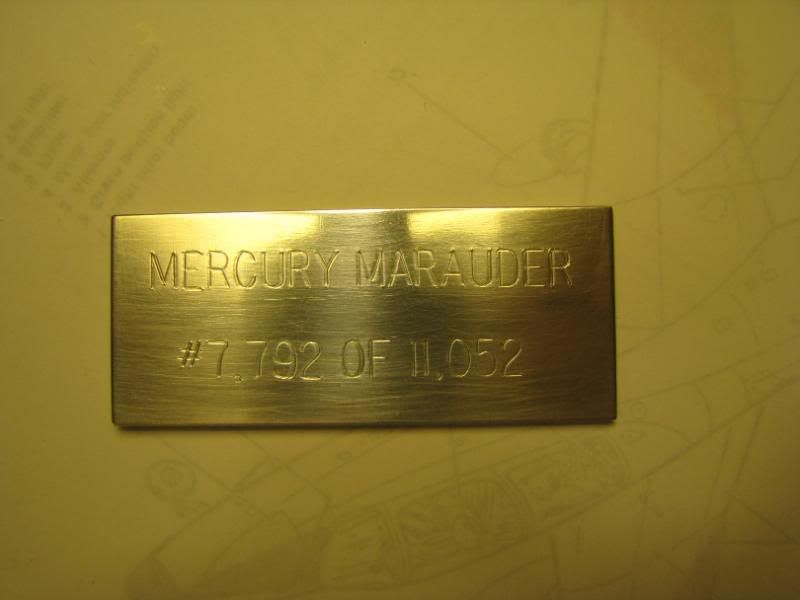 MERCURY MARAUDER
#7,792 OF 11,052